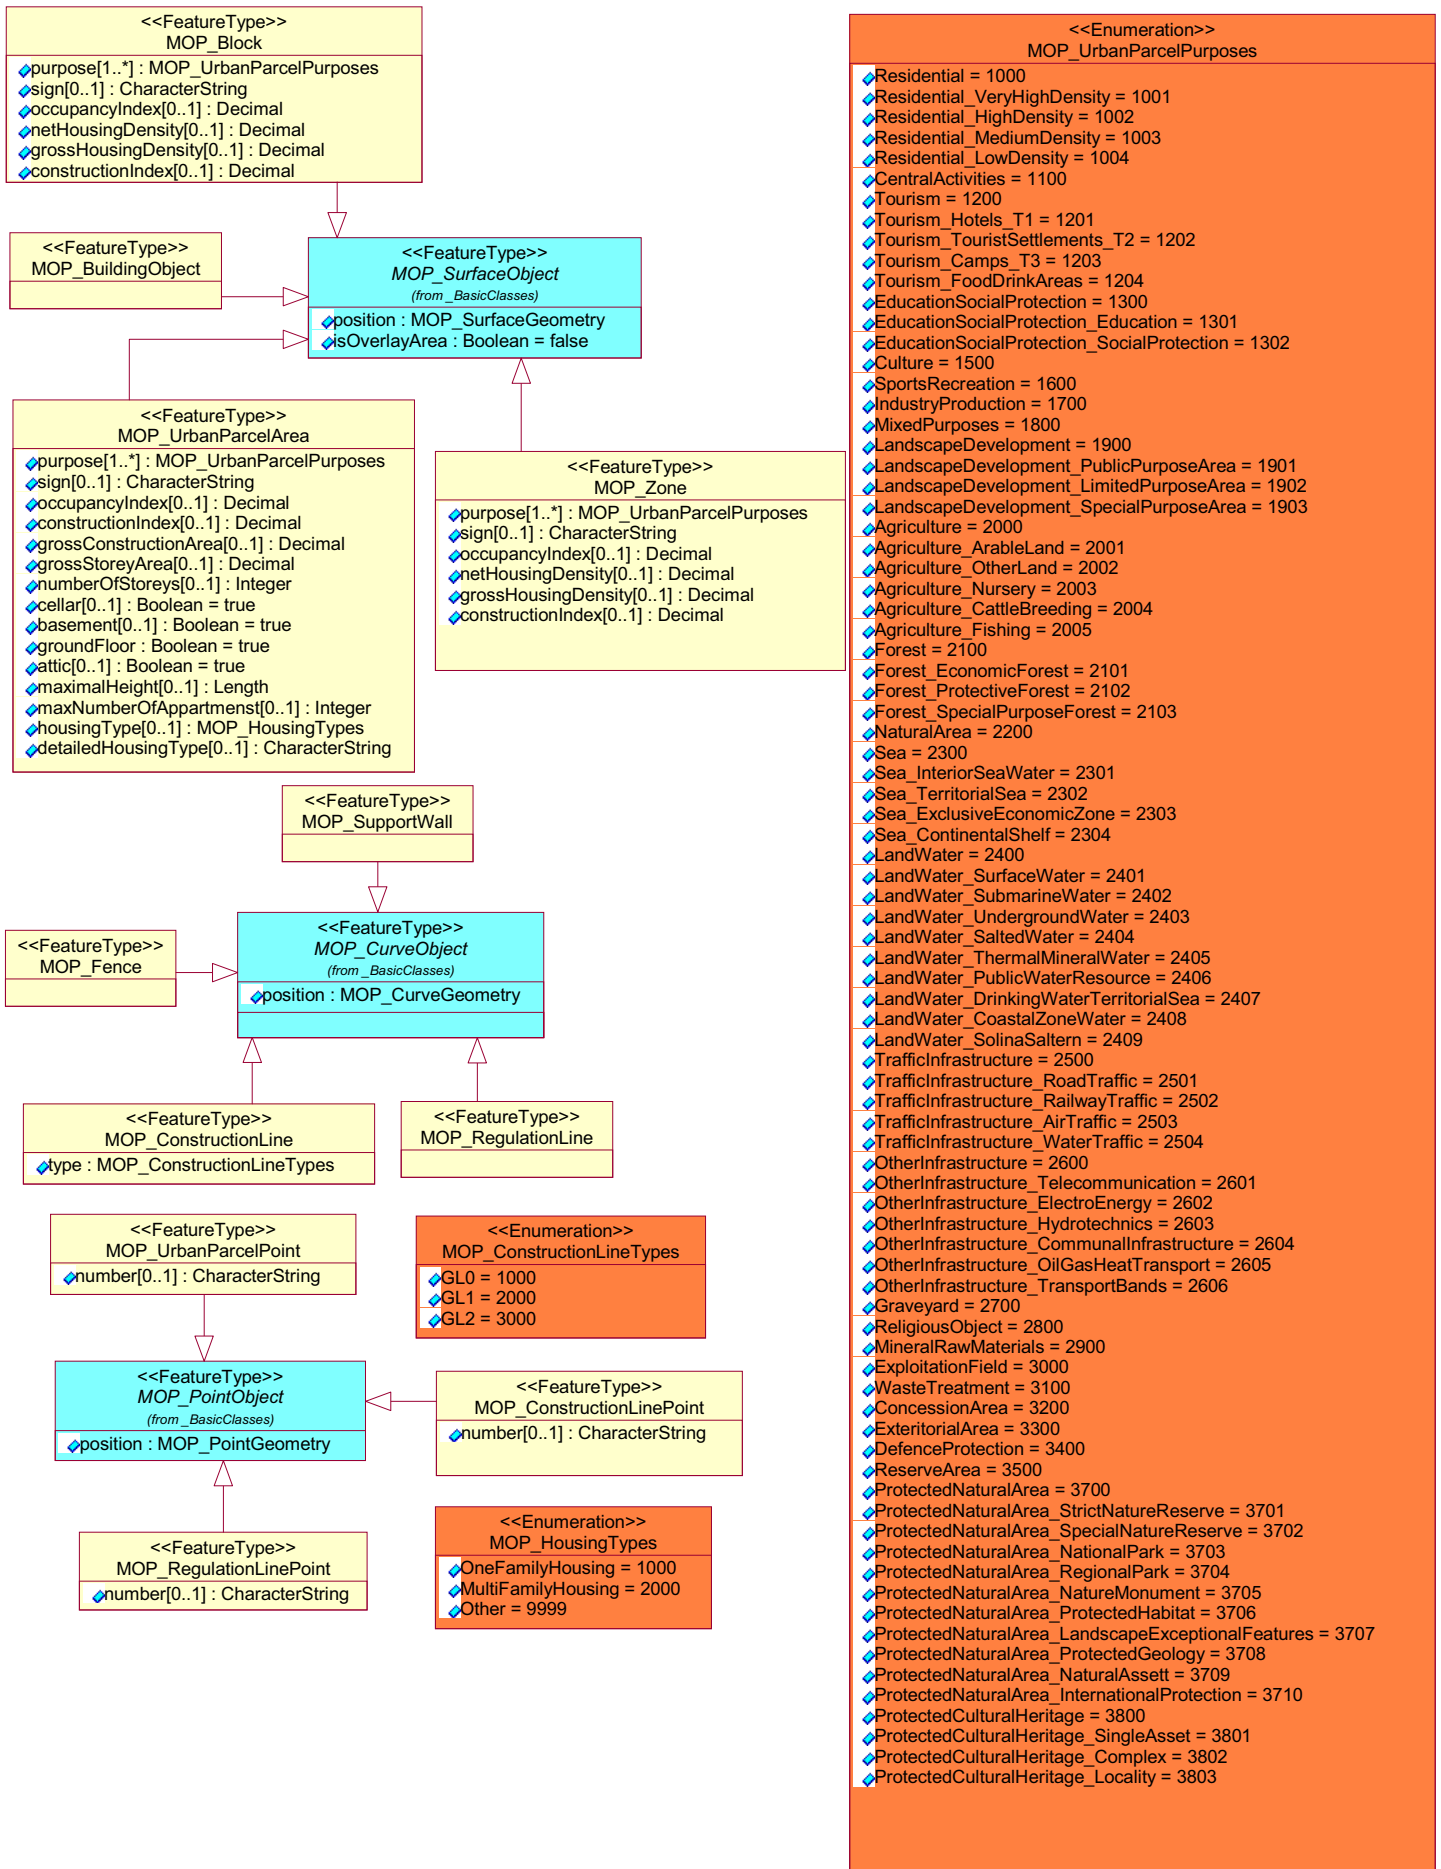 <<FeatureType>>
MOP_Block
purpose[1..*] : MOP_UrbanParcelPurposes
sign[0..1] : CharacterString
occupancyIndex[0..1] : Decimal
netHousingDensity[0..1] : Decimal
grossHousingDensity[0..1] : Decimal
constructionIndex[0..1] : Decimal
<<FeatureType>>
MOP_BuildingObject
<<FeatureType>>
MOP_SurfaceObject
(from _BasicClasses)
position : MOP_SurfaceGeometry
isOverlayArea : Boolean = false
<<FeatureType>>
MOP_UrbanParcelArea
purpose[1..*] : MOP_UrbanParcelPurposes
sign[0..1] : CharacterString
occupancyIndex[0..1] : Decimal
constructionIndex[0..1] : Decimal
grossConstructionArea[0..1] : Decimal
grossStoreyArea[0..1] : Decimal
numberOfStoreys[0..1] : Integer
cellar[0..1] : Boolean = true
basement[0..1] : Boolean = true
groundFloor : Boolean = true
attic[0..1] : Boolean = true
maximalHeight[0..1] : Length
maxNumberOfAppartmenst[0..1] : Integer
housingType[0..1] : MOP_HousingTypes
detailedHousingType[0..1] : CharacterString
<<FeatureType>>
MOP_Zone
purpose[1..*] : MOP_UrbanParcelPurposes
sign[0..1] : CharacterString
occupancyIndex[0..1] : Decimal
netHousingDensity[0..1] : Decimal
grossHousingDensity[0..1] : Decimal
constructionIndex[0..1] : Decimal
<<FeatureType>>
MOP_SupportWall
<<FeatureType>>
MOP_Fence
<<FeatureType>>
MOP_CurveObject
(from _BasicClasses)
position : MOP_CurveGeometry
<<FeatureType>>
MOP_ConstructionLine
type : MOP_ConstructionLineTypes
<<FeatureType>>
MOP_RegulationLine
<<FeatureType>>
MOP_UrbanParcelPoint
number[0..1] : CharacterString
<<Enumeration>>
MOP_ConstructionLineTypes
GL0 = 1000
GL1 = 2000
GL2 = 3000
<<FeatureType>>
MOP_PointObject
(from _BasicClasses)
position : MOP_PointGeometry
<<FeatureType>>
MOP_ConstructionLinePoint
number[0..1] : CharacterString
<<FeatureType>>
MOP_RegulationLinePoint
number[0..1] : CharacterString
<<Enumeration>>
MOP_HousingTypes
OneFamilyHousing = 1000
MultiFamilyHousing = 2000
Other = 9999
<<Enumeration>>
MOP_UrbanParcelPurposes
Residential = 1000
Residential_VeryHighDensity = 1001
Residential_HighDensity = 1002
Residential_MediumDensity = 1003
Residential_LowDensity = 1004
CentralActivities = 1100
Tourism = 1200
Tourism_Hotels_T1 = 1201
Tourism_TouristSettlements_T2 = 1202
Tourism_Camps_T3 = 1203
Tourism_FoodDrinkAreas = 1204
EducationSocialProtection = 1300
EducationSocialProtection_Education = 1301
EducationSocialProtection_SocialProtection = 1302
Culture = 1500
SportsRecreation = 1600
IndustryProduction = 1700
MixedPurposes = 1800
LandscapeDevelopment = 1900
LandscapeDevelopment_PublicPurposeArea = 1901
LandscapeDevelopment_LimitedPurposeArea = 1902
LandscapeDevelopment_SpecialPurposeArea = 1903
Agriculture = 2000
Agriculture_ArableLand = 2001
Agriculture_OtherLand = 2002
Agriculture_Nursery = 2003
Agriculture_CattleBreeding = 2004
Agriculture_Fishing = 2005
Forest = 2100
Forest_EconomicForest = 2101
Forest_ProtectiveForest = 2102
Forest_SpecialPurposeForest = 2103
NaturalArea = 2200
Sea = 2300
Sea_InteriorSeaWater = 2301
Sea_TerritorialSea = 2302
Sea_ExclusiveEconomicZone = 2303
Sea_ContinentalShelf = 2304
LandWater = 2400
LandWater_SurfaceWater = 2401
LandWater_SubmarineWater = 2402
LandWater_UndergroundWater = 2403
LandWater_SaltedWater = 2404
LandWater_ThermalMineralWater = 2405
LandWater_PublicWaterResource = 2406
LandWater_DrinkingWaterTerritorialSea = 2407
LandWater_CoastalZoneWater = 2408
LandWater_SolinaSaltern = 2409
TrafficInfrastructure = 2500
TrafficInfrastructure_RoadTraffic = 2501
TrafficInfrastructure_RailwayTraffic = 2502
TrafficInfrastructure_AirTraffic = 2503
TrafficInfrastructure_WaterTraffic = 2504
OtherInfrastructure = 2600
OtherInfrastructure_Telecommunication = 2601
OtherInfrastructure_ElectroEnergy = 2602
OtherInfrastructure_Hydrotechnics = 2603
OtherInfrastructure_CommunalInfrastructure = 2604
OtherInfrastructure_OilGasHeatTransport = 2605
OtherInfrastructure_TransportBands = 2606
Graveyard = 2700
ReligiousObject = 2800
MineralRawMaterials = 2900
ExploitationField = 3000
WasteTreatment = 3100
ConcessionArea = 3200
ExteritorialArea = 3300
DefenceProtection = 3400
ReserveArea = 3500
ProtectedNaturalArea = 3700
ProtectedNaturalArea_StrictNatureReserve = 3701
ProtectedNaturalArea_SpecialNatureReserve = 3702
ProtectedNaturalArea_NationalPark = 3703
ProtectedNaturalArea_RegionalPark = 3704
ProtectedNaturalArea_NatureMonument = 3705
ProtectedNaturalArea_ProtectedHabitat = 3706
ProtectedNaturalArea_LandscapeExceptionalFeatures = 3707
ProtectedNaturalArea_ProtectedGeology = 3708
ProtectedNaturalArea_NaturalAssett = 3709
ProtectedNaturalArea_InternationalProtection = 3710
ProtectedCulturalHeritage = 3800
ProtectedCulturalHeritage_SingleAsset = 3801
ProtectedCulturalHeritage_Complex = 3802
ProtectedCulturalHeritage_Locality = 3803